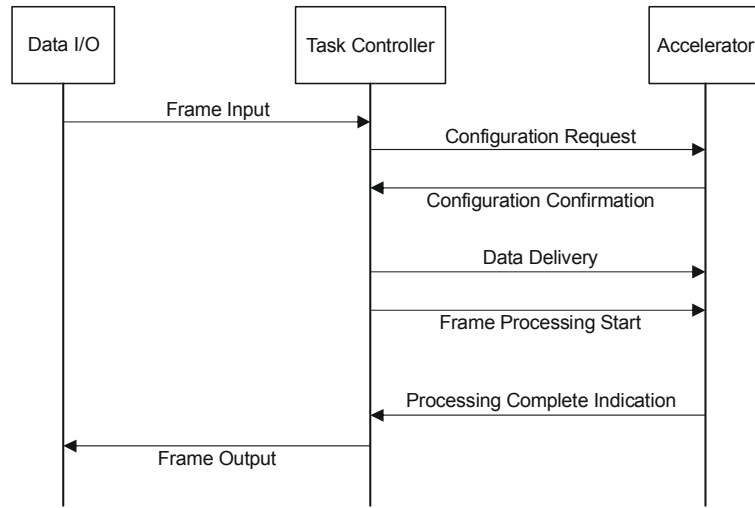 Data I/O
Task Controller
Accelerator
Frame Input
Configuration Request
Configuration Confirmation
Data Delivery
Frame Processing Start
Processing Complete Indication
Frame Output